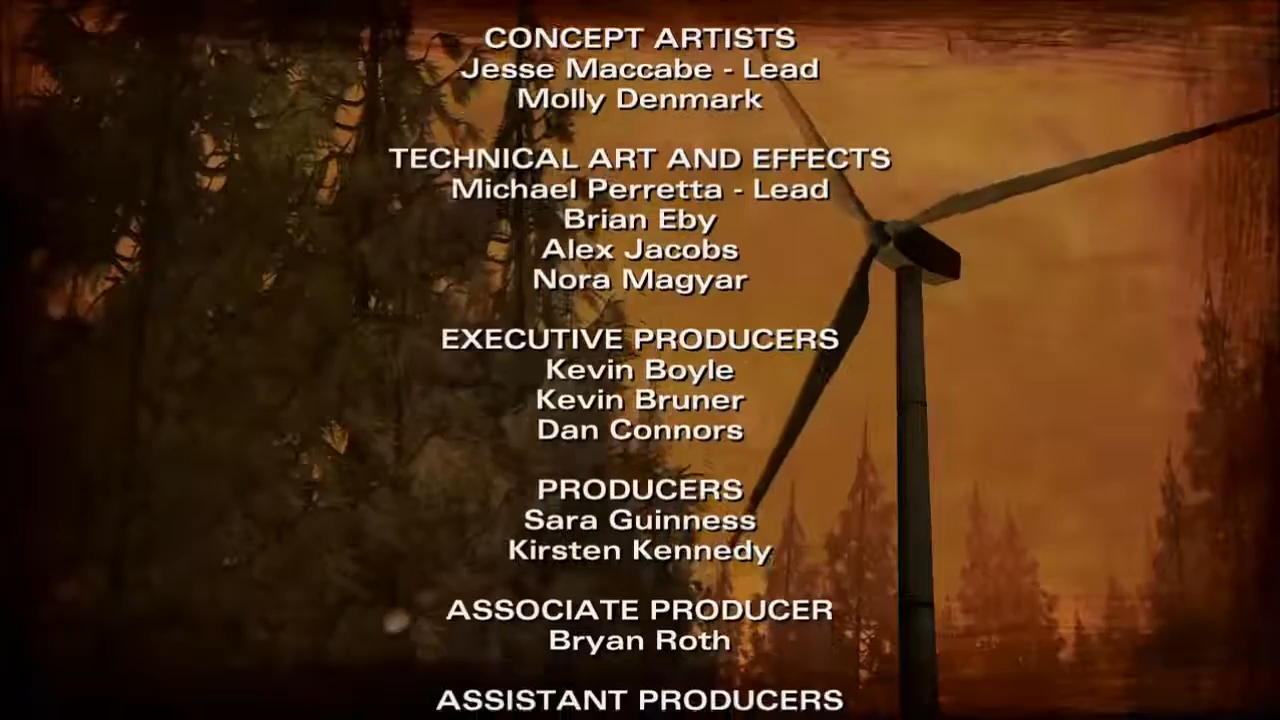 CONCEPT ARTISTS
Jesse Maccabe - Lead
Molly Denmark
TECHNICAL ART AND EFFECTS
Michael Perretta - Lead
Brian Eby
Alex Jacobs
Nora Magyar
EXECUTIVE PRODUCERS
Kevin Boyle
Kevin Bruner
Dan Connors
PRODUCERS
Sara Guinness
Kirsten Kennedy
ASSOCIATE PRODUCER
Bryan Roth
ASSISTANT PRODUCERS